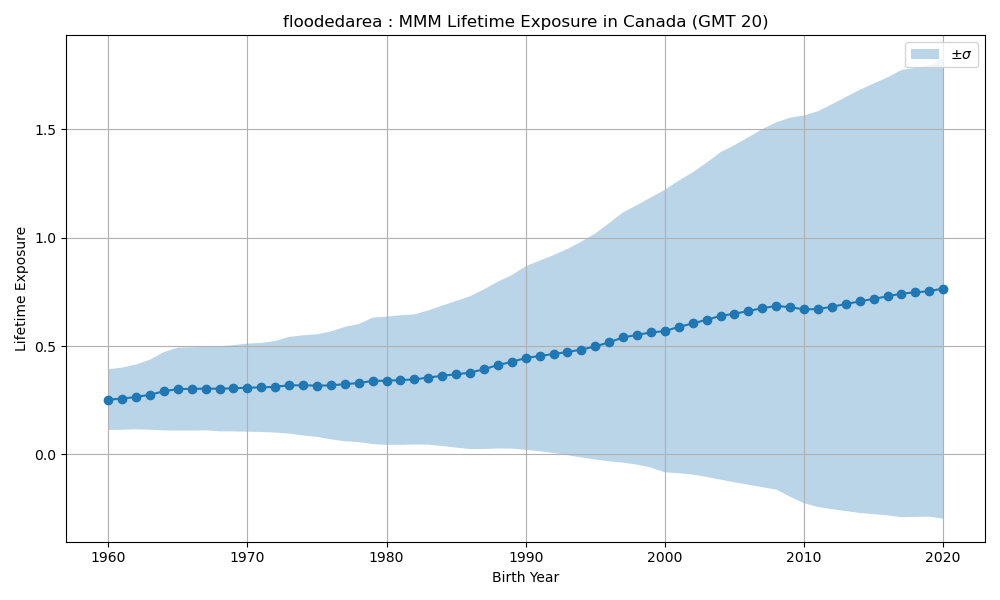 floodedarea : MMM Lifetime Exposure in Canada (GMT 20)
±σ
Lifetime Exposure
1.5
1.0
0.5
0.0
1960 1970 1980 1990 2000 2010 2020
Birth Year